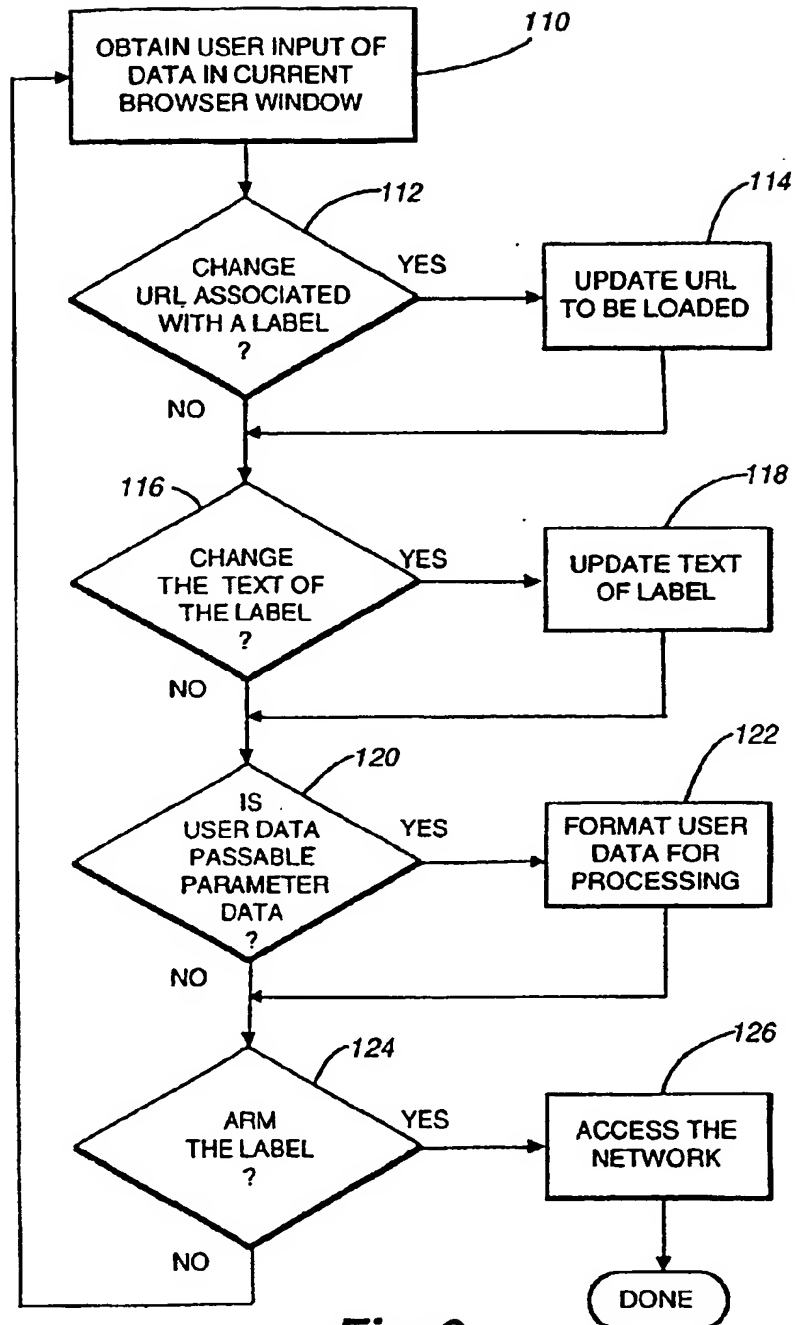 110
OBTAIN USER INPUT OF
DATA IN CURRENT
BROWSER WINDOW
112
114
CHANGE
URL ASSOCIATED
WITH A LABEL
?
YES
UPDATE URL
TO BE LOADED
NO
116
118
CHANGE
THE TEXT OF
THE LABEL
?
YES
UPDATE TEXT
OF LABEL
NO
120
122
IS
USER DATA
PASSABLE
PARAMETER
DATA
?
YES
FORMAT USER
DATA FOR
PROCESSING
NO
124
126
ARM
THE LABEL
?
YES
ACCESS THE
NETWORK
NO
DONE